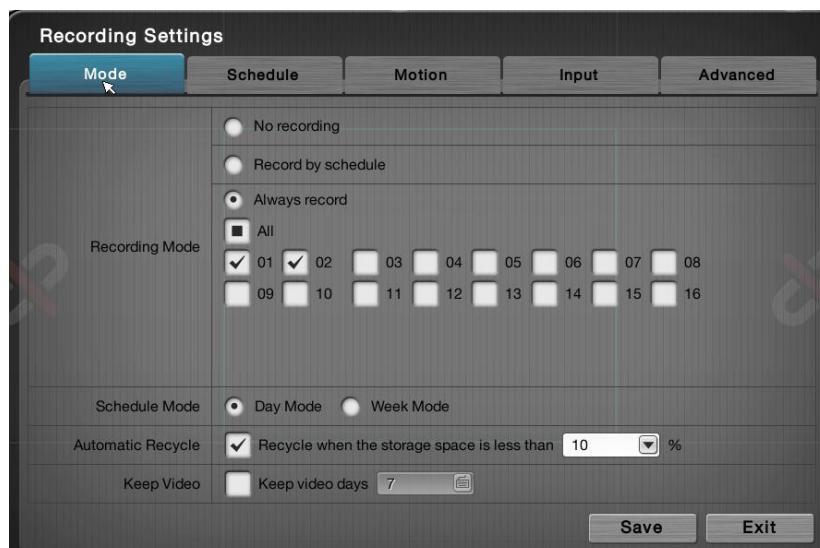 Recording Settings
Mode Schedule Motion Input Advanced
No recording
Record by schedule
Always record
All
Recording Mode
01 02 03 04 05 06 07 08
09 10 11 12 13 14 15 16
Schedule Mode Day Mode Week Mode
Automatic Recycle Recycle when the storage space is less than 10 %
Keep Video Keep video days 7
Save Exit